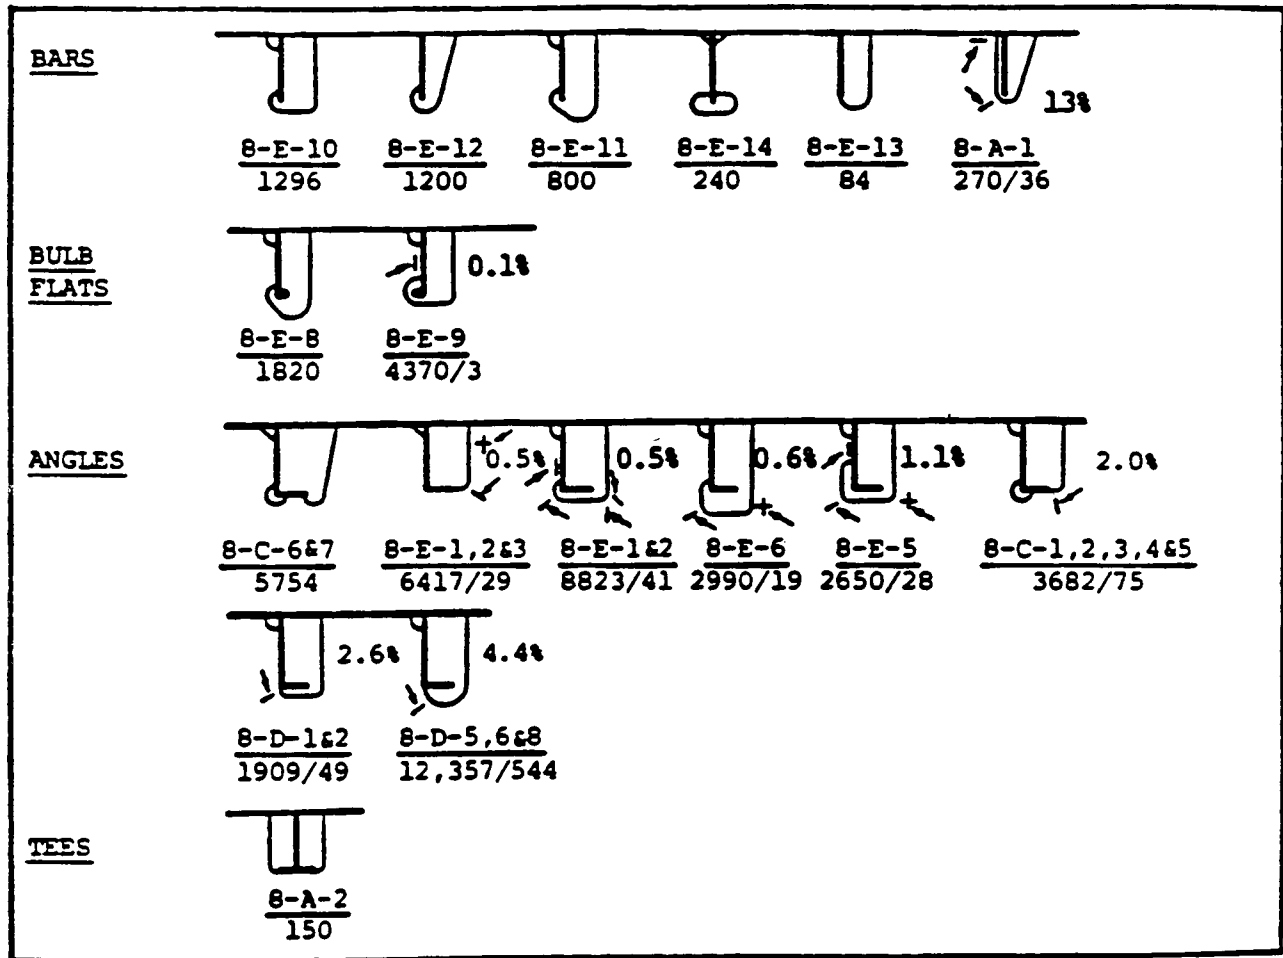 BARS
13%
8-E-10 8-E-12 8-E-11 8-E-14 8-E-13 8-A-1
1296 1200 800 240 84 270/36
BULB
FLATS
0.1%
8-E-8 8-E-9
1820 4370/3
ANGLES
0.5% 0.5% 0.6% 1.1% 2.0%
8-C-6&7 8-E-1,2&3 8-E-1&2 8-E-6 8-E-5 8-C-1,2,3,4&5
5754 6417/29 8823/41 2990/19 2650/28 3682/75
2.6% 4.4%
8-D-1&2 8-D-5,6&8
1909/49 12,357/544
TEES
8-A-2
150